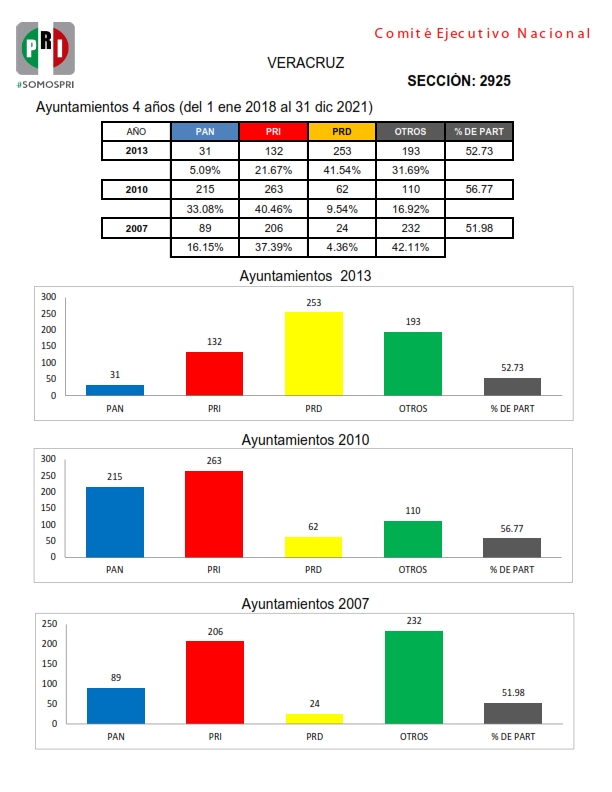 Comité Ejecutivo Nacional
PRI
#SOMOSPRI
VERACRUZ
SECCIÓN: 2925
Ayuntamientos 4 años (del 1 ene 2018 al 31 dic 2021)
AÑO PAN PRI PRD OTROS % DE PART
2013 31 132 253 193 52.73
5.09% 21.67% 41.54% 31.69%
2010 215 263 62 110 56.77
33.08% 40.46% 9.54% 16.92%
2007 89 206 24 232 51.98
16.15% 37.39% 4.36% 42.11%
Ayuntamientos 2013
300
250
200
150
100
50
0
31 132 253 193 52.73
PAN PRI PRD OTROS % DE PART
Ayuntamientos 2010
300
250
200
150
100
50
0
215 263 62 110 56.77
PAN PRI PRD OTROS % DE PART
Ayuntamientos 2007
250
200
150
100
50
0
89 206 24 232 51.98
PAN PRI PRD OTROS % DE PART